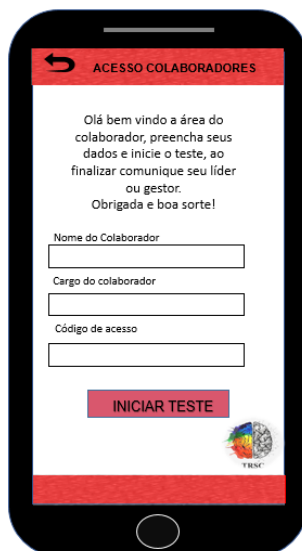 ACESSO COLABORADORES
Olá bem vindo a área do
colaborador, preencha seus
dados e inicie o teste, ao
finalizar comunique seu líder
ou gestor.
Obrigada e boa sorte!
Nome do Colaborador
Cargo do colaborador
Código de acesso
INICIAR TESTE
TRSC